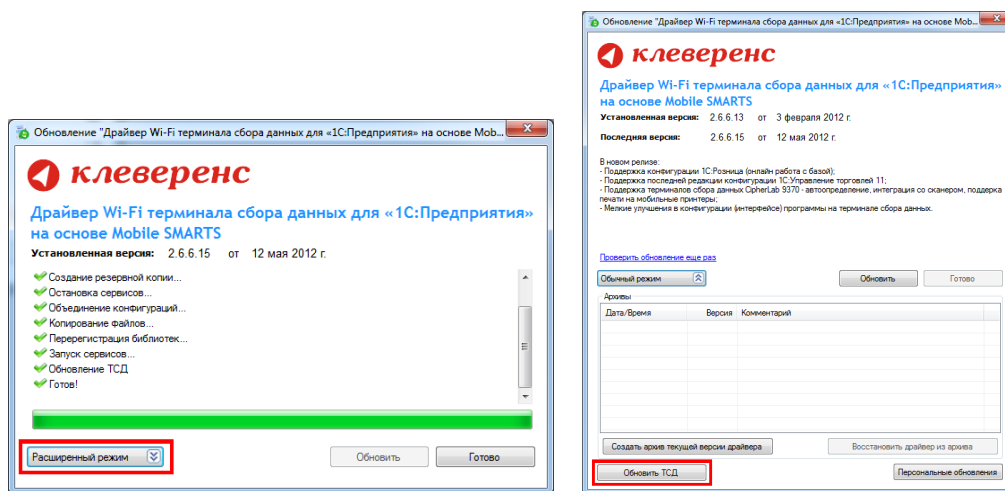 Обновление "Драйвер Wi-Fi терминала сбора данных для «1С:Предприятия» на основе Mob...
клеверенс
Драйвер Wi-Fi терминала сбора данных для «1С:Предприятия»
на основе Mobile SMARTS
Установленная версия: 2.6.6.15 от 12 мая 2012 г.
Создание резервной копии...
Остановка сервисов...
Объединение конфигураций...
Копирование файлов...
Перерегистрация библиотек...
Запуск сервисов...
Обновление ТСД
Готов!
Расширенный режим
Обновить
Готово
Обновление "Драйвер Wi-Fi терминала сбора данных для «1С:Предприятия» на основе Mob...
клеверенс
Драйвер Wi-Fi терминала сбора данных для «1С:Предприятия»
на основе Mobile SMARTS
Установленная версия: 2.6.6.13 от 3 февраля 2012 г.
Последняя версия: 2.6.6.15 от 12 мая 2012 г.
В новом релизе:
- Поддержка конфигурации 1С:Розница (онлайн работа с базой);
- Поддержка последней редакции конфигурации 1С:Управление торговлей 11;
- Поддержка терминалов сбора данных CipherLab 9370 - автоопределение, интеграция со сканером, поддержка
печати на мобильные принтеры;
- Мелкие улучшения в конфигурации (интерфейсе) программы на терминале сбора данных.
Проверить обновление еще раз
Обычный режим
Обновить
Готово
Архивы
Дата/Время Версия Комментарий
Создать архив текущей версии драйвера
Восстановить драйвер из архива
Обновить ТСД
Персональные обновления